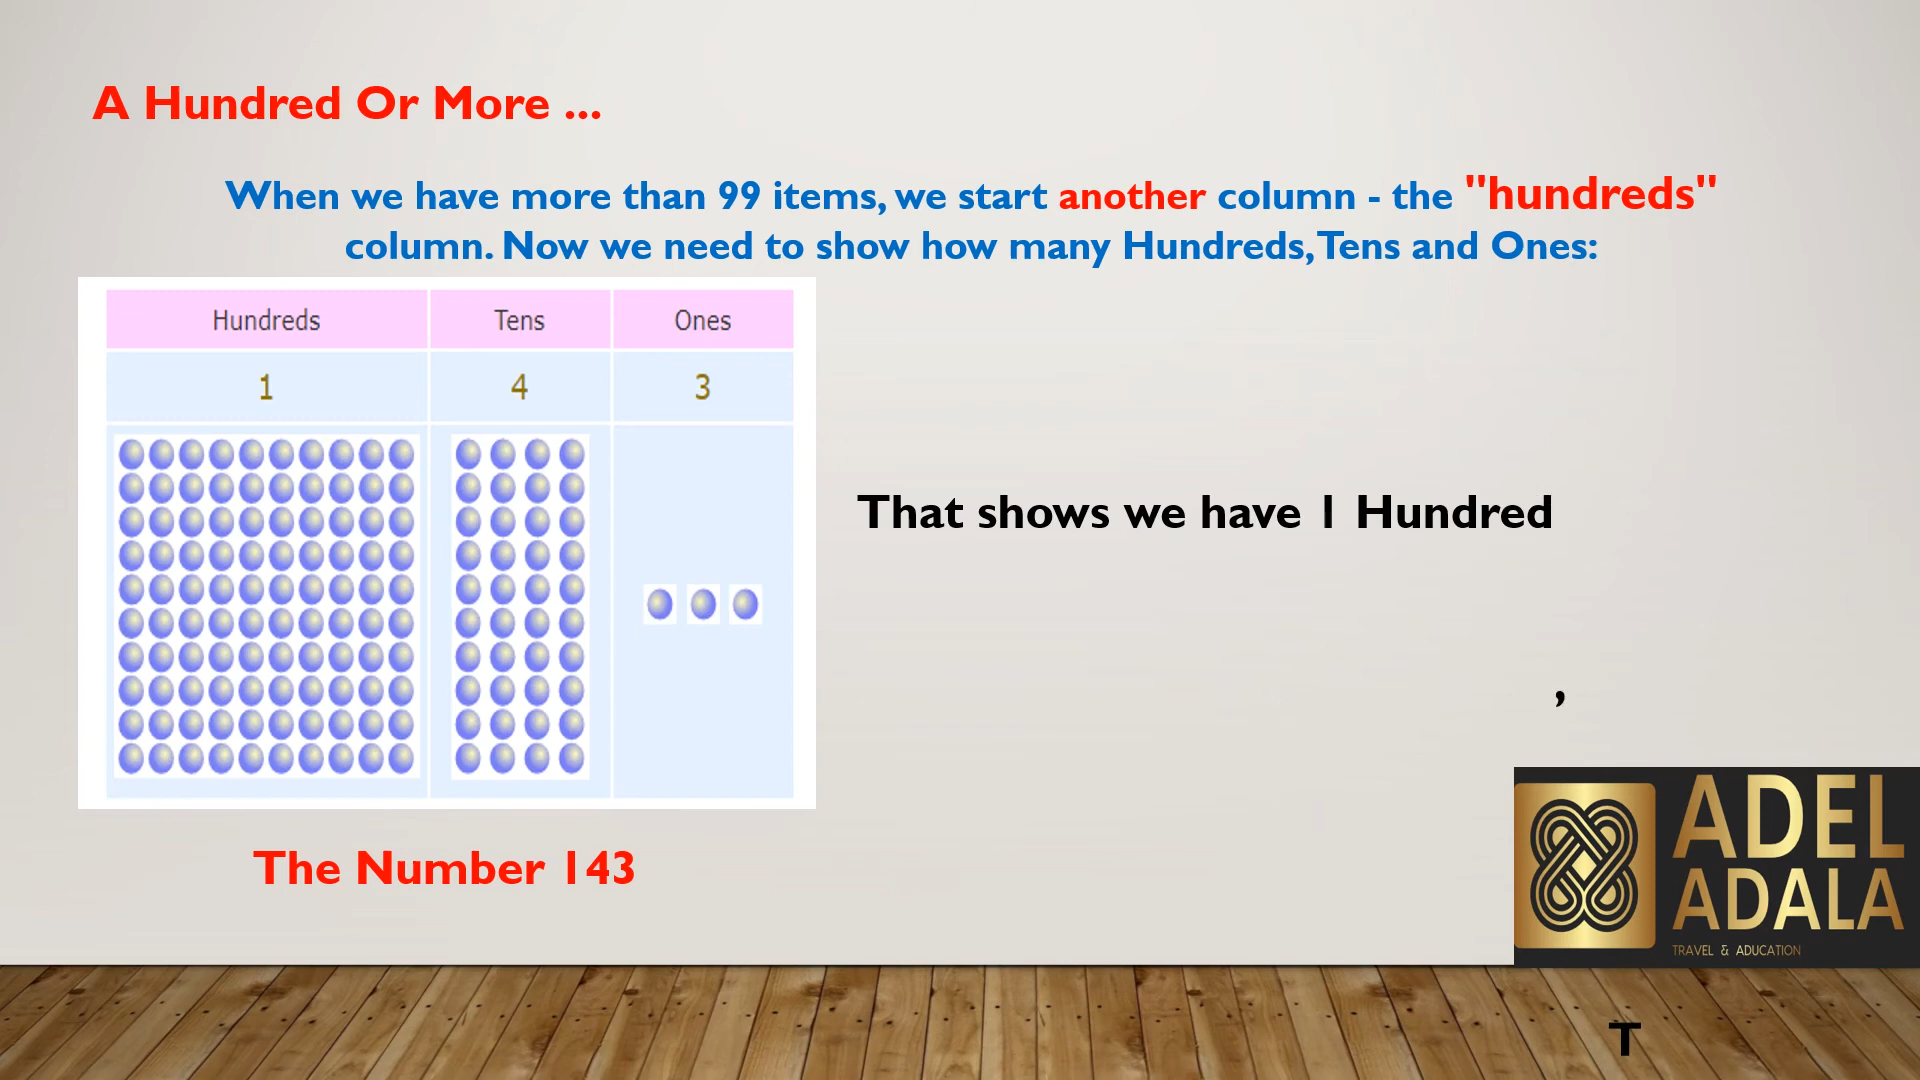 A Hundred Or More ...
When we have more than 99 items, we start another column - the "hundreds"
column. Now we need to show how many Hundreds, Tens and Ones:
Hundreds Tens Ones
1 4 3
That shows we have 1 Hundred
,
The Number 143
ADEL
ADALA
TRAVEL & ADUCATION
T